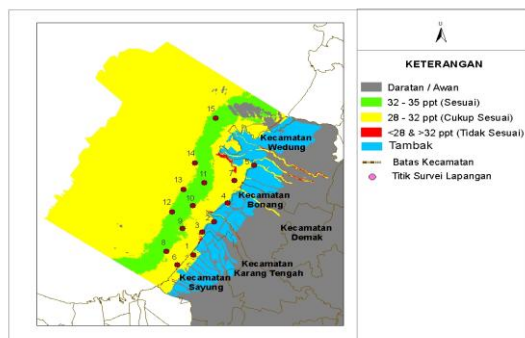 N
KETERANGAN
Daratan / Awan
32 - 35 ppt (Sesuai)
28 - 32 ppt (Cukup Sesuai)
<28 & >32 ppt (Tidak Sesuai)
Tambak
Batas Kecamatan
Titik Survei Lapangan
15
Kecamatan
Wedung
14
13
11
7
Kecamatan
Bonang
12
10
4
9
3
2
Kecamatan
Demak
8
1
6
Kecamatan
Karang Tengah
Kecamatan
Sayung